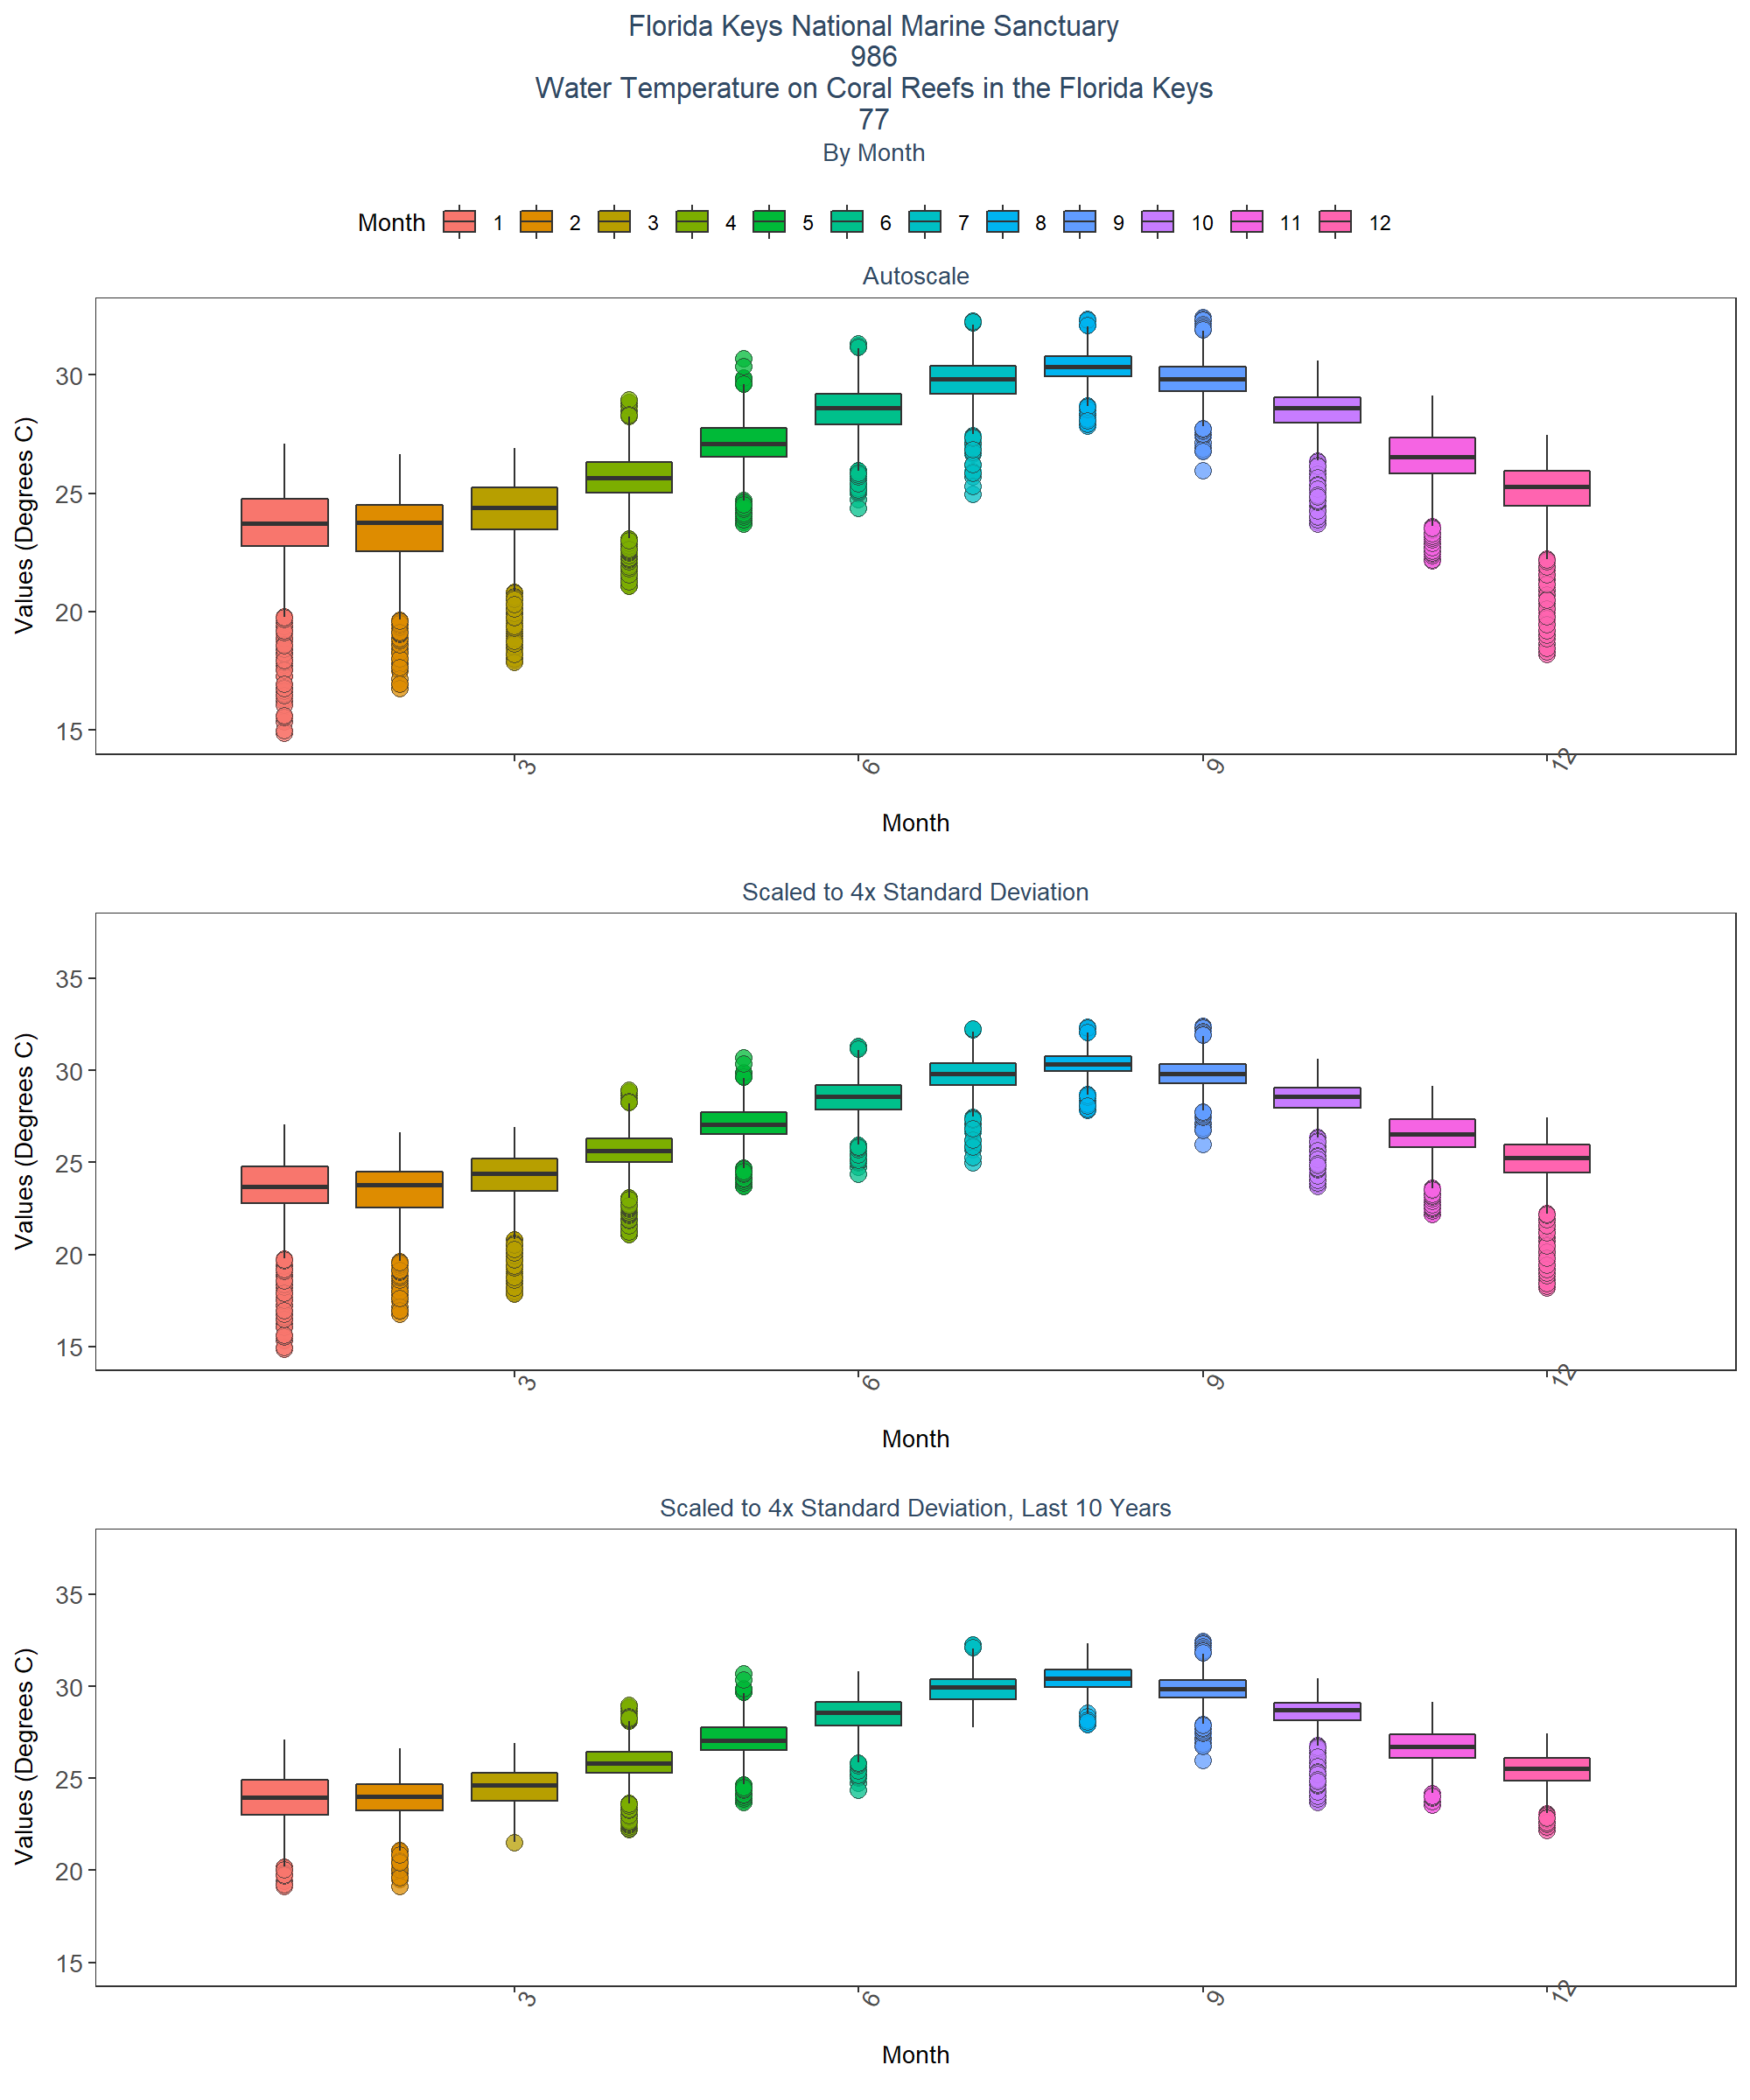 Florida Keys National Marine Sanctuary
986
Water Temperature on Coral Reefs in the Florida Keys
77
By Month
Month 1 2 3 4 5 6 7 8 9 10 11 12
Autoscale
Values (Degrees C)
30
25
20
15
3 6 9 12
Month
Scaled to 4x Standard Deviation
Values (Degrees C)
35
30
25
20
15
3 6 9 12
Month
Scaled to 4x Standard Deviation, Last 10 Years
Values (Degrees C)
35
30
25
20
15
3 6 9 12
Month